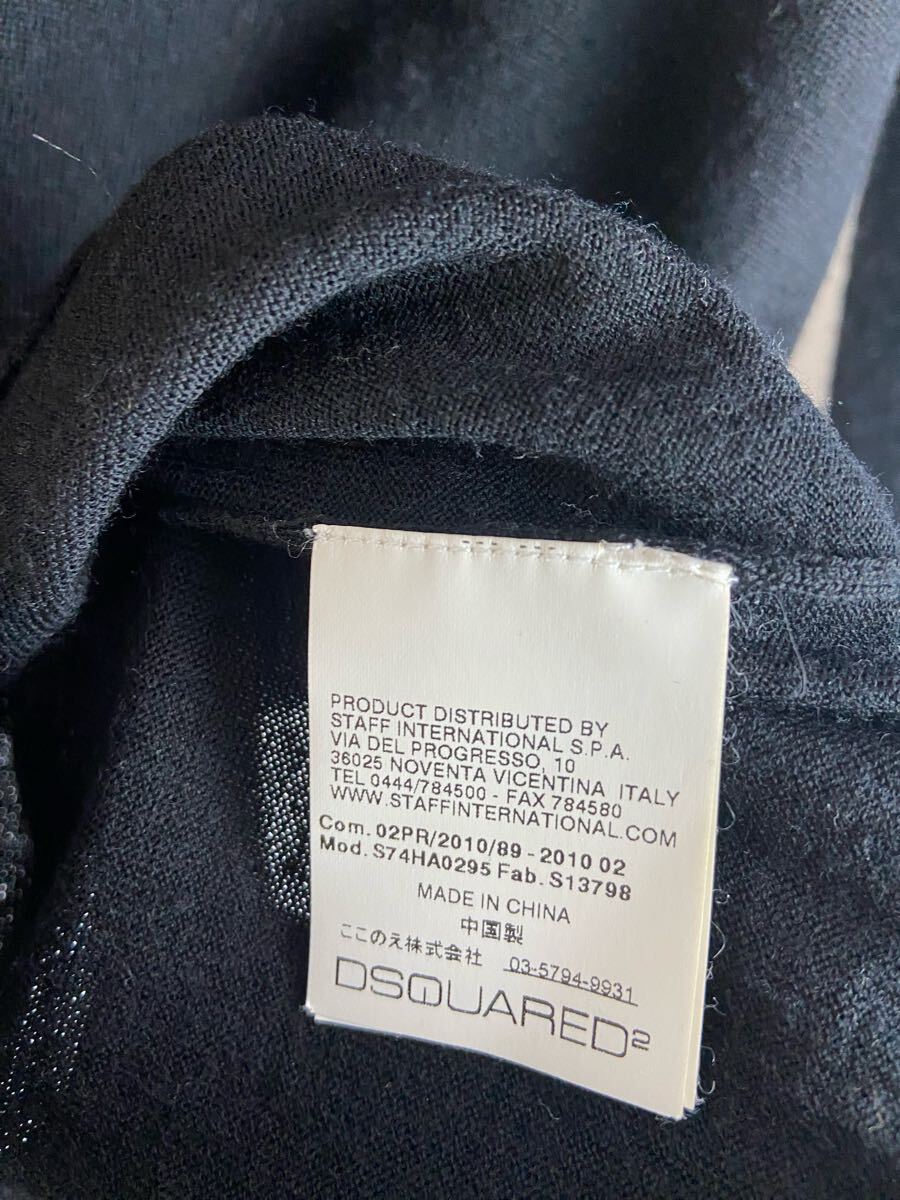 PRODUCT DISTRIBUTED BY
STAFF INTERNATIONAL S.P.A.
VIA DEL PROGRESSO, 10
36025 NOVENTA VICENTINA ITALY
TEL 0444/784500 - FAX 784580
WWW.STAFFINTERNATIONAL.COM
Com. 02PR/2010/89 - 2010 02
Mod. S74HA0295 Fab. S13798
MADE IN CHINA
中国製
ここのえ株式会社 03-5794-9931
DSQUARED2